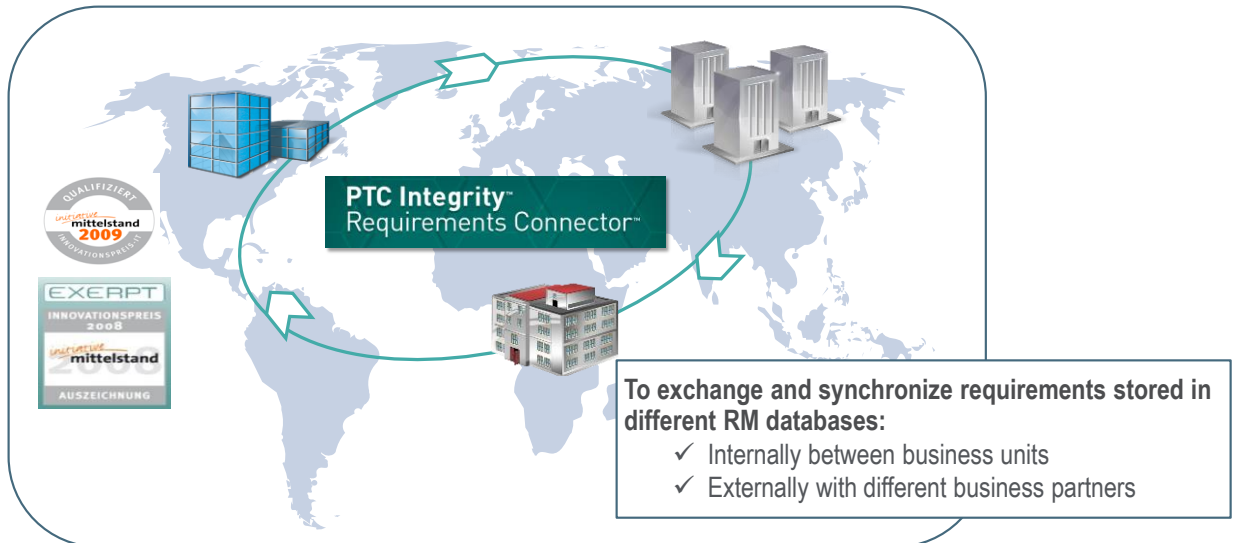 QUALIFIZIERT
initiative
mittelstand
2009
INNOVATIONSPREIS-IT
EXERPT
INNOVATIONSPREIS
2008
initiative
mittelstand
2008
AUSZEICHNUNG
PTC Integrity™
Requirements Connector™
To exchange and synchronize requirements stored in
different RM databases:
✓ Internally between business units
✓ Externally with different business partners